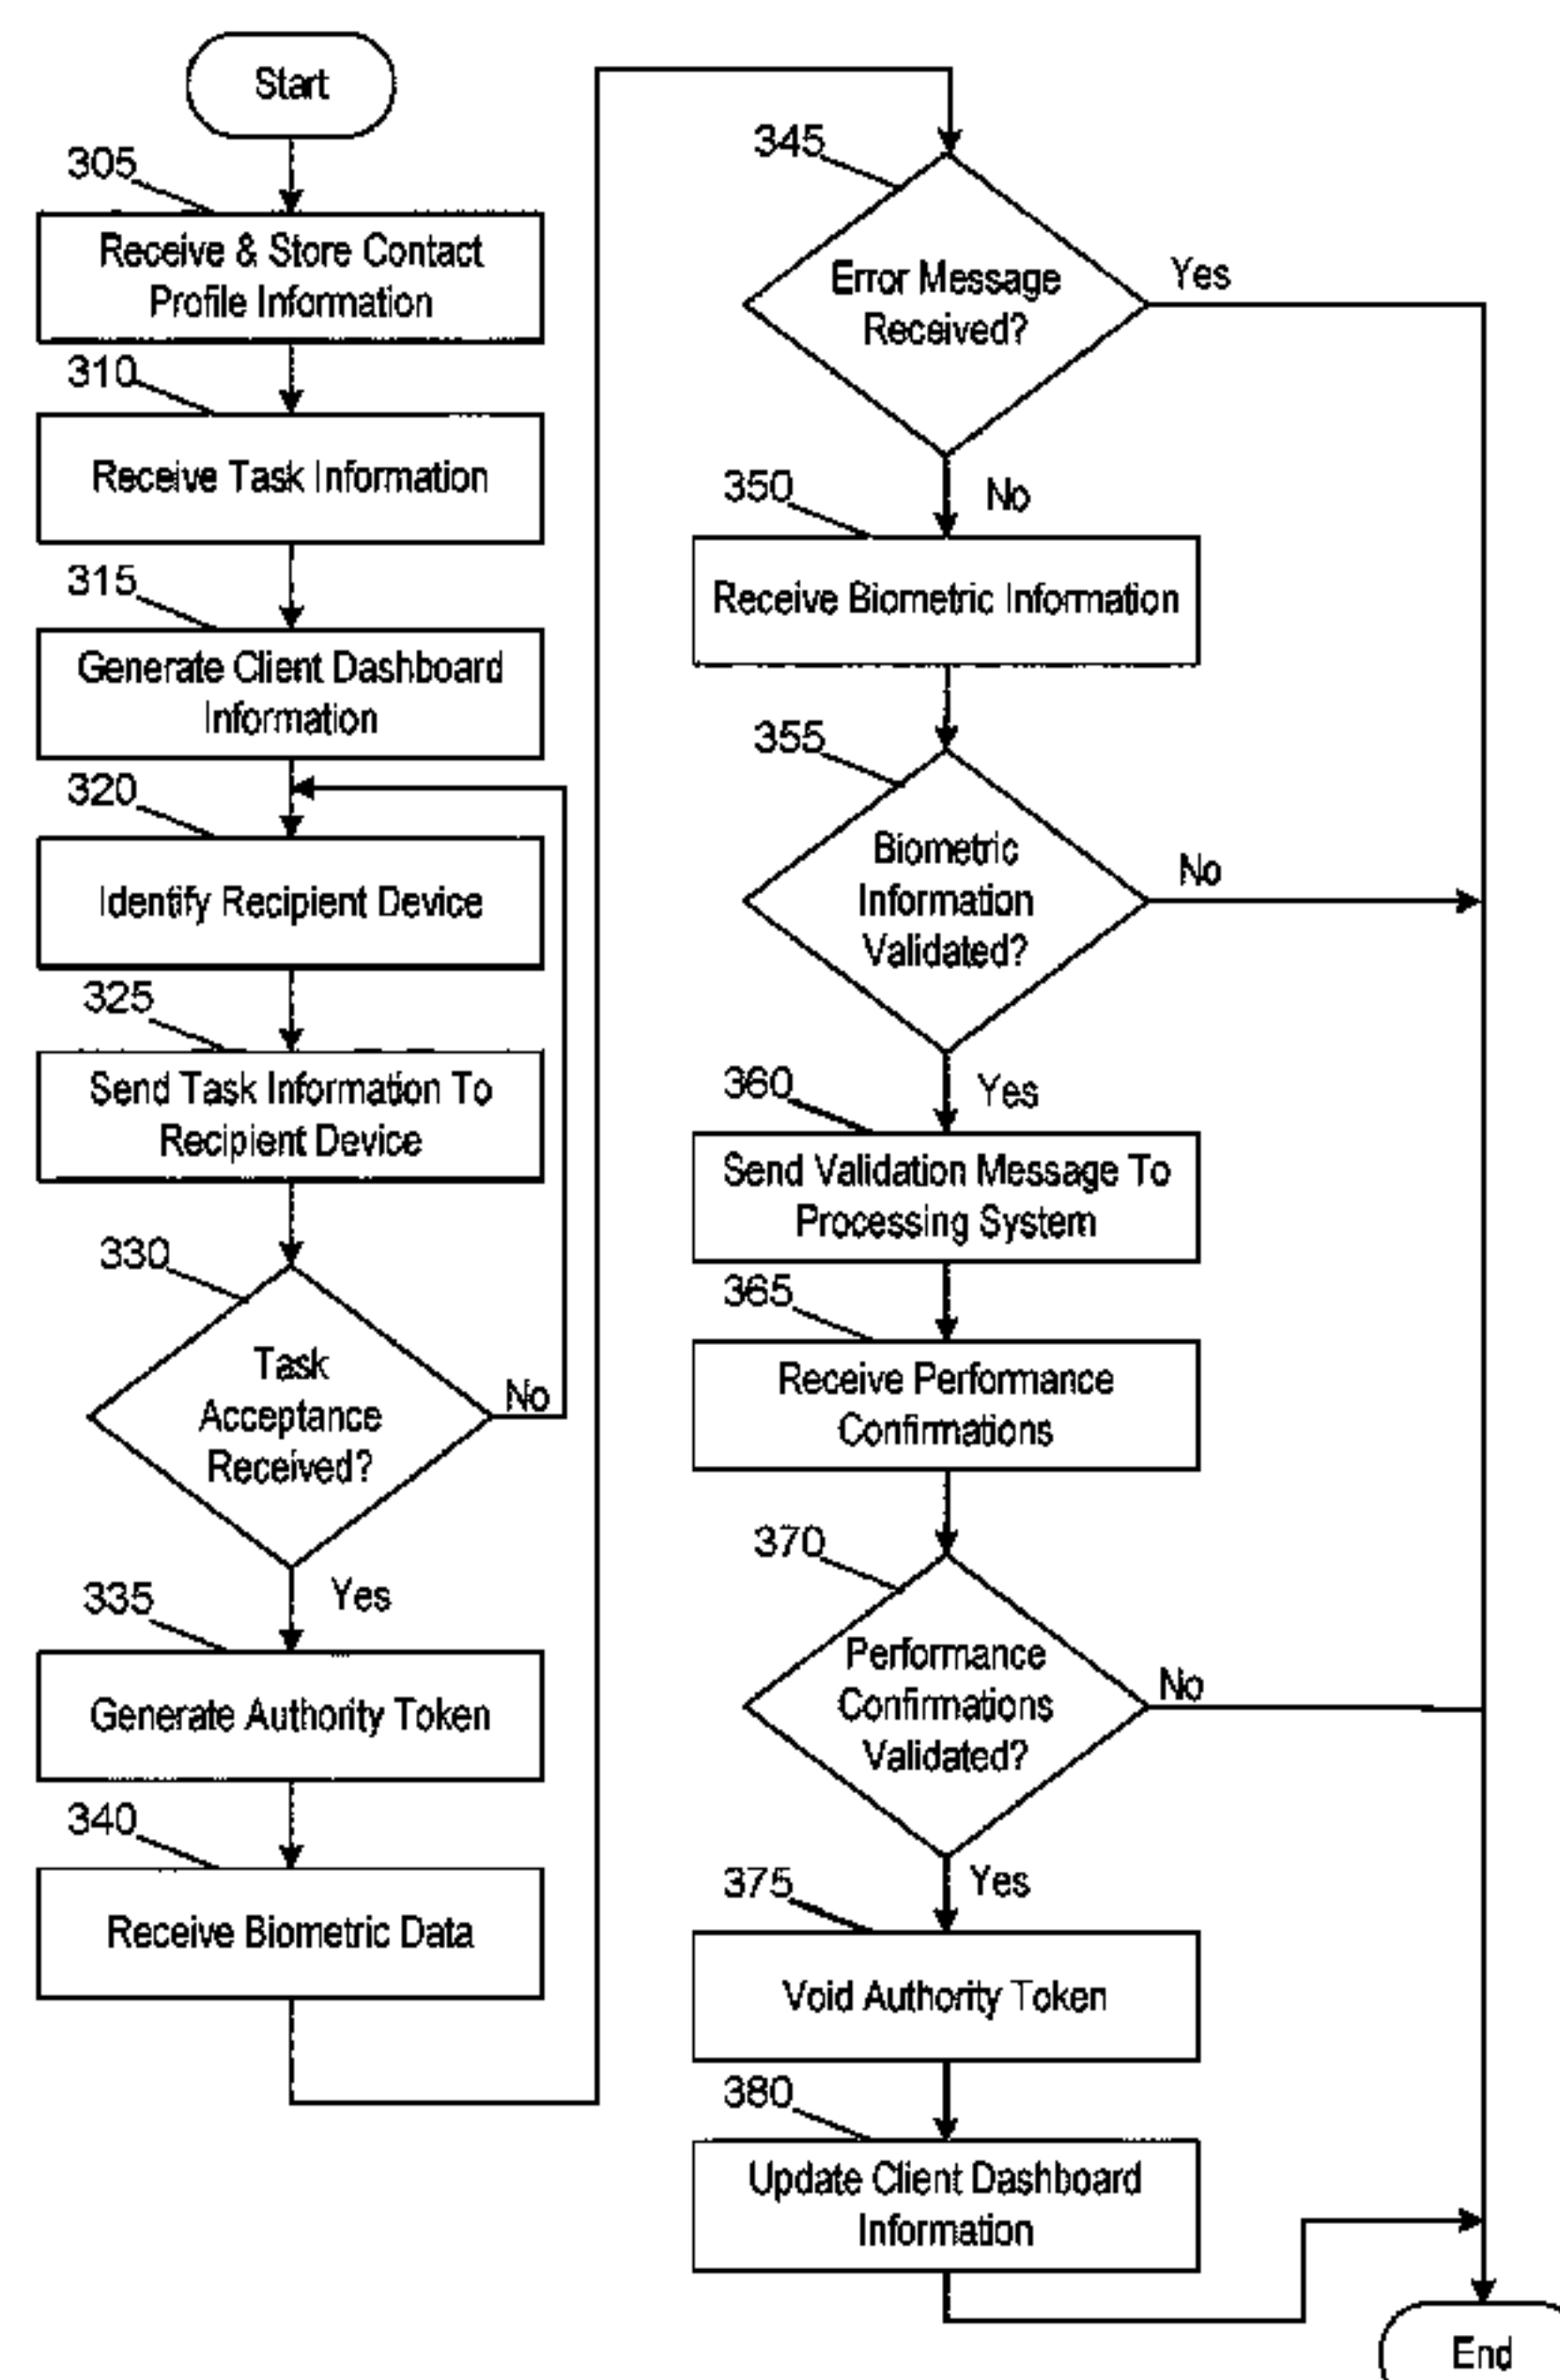 Start
305
Receive & Store Contact
Profile Information
310
Receive Task Information
315
Generate Client Dashboard
Information
320
Identify Recipient Device
325
Send Task Information To
Recipient Device
330
Task
Acceptance
Received?
No
Yes
335
Generate Authority Token
340
Receive Biometric Data
345
Error Message
Received?
Yes
No
350
Receive Biometric Information
355
Biometric
Information
Validated?
No
Yes
360
Send Validation Message To
Processing System
365
Receive Performance
Confirmations
370
Performance
Confirmations
Validated?
No
Yes
375
Void Authority Token
380
Update Client Dashboard
Information
End